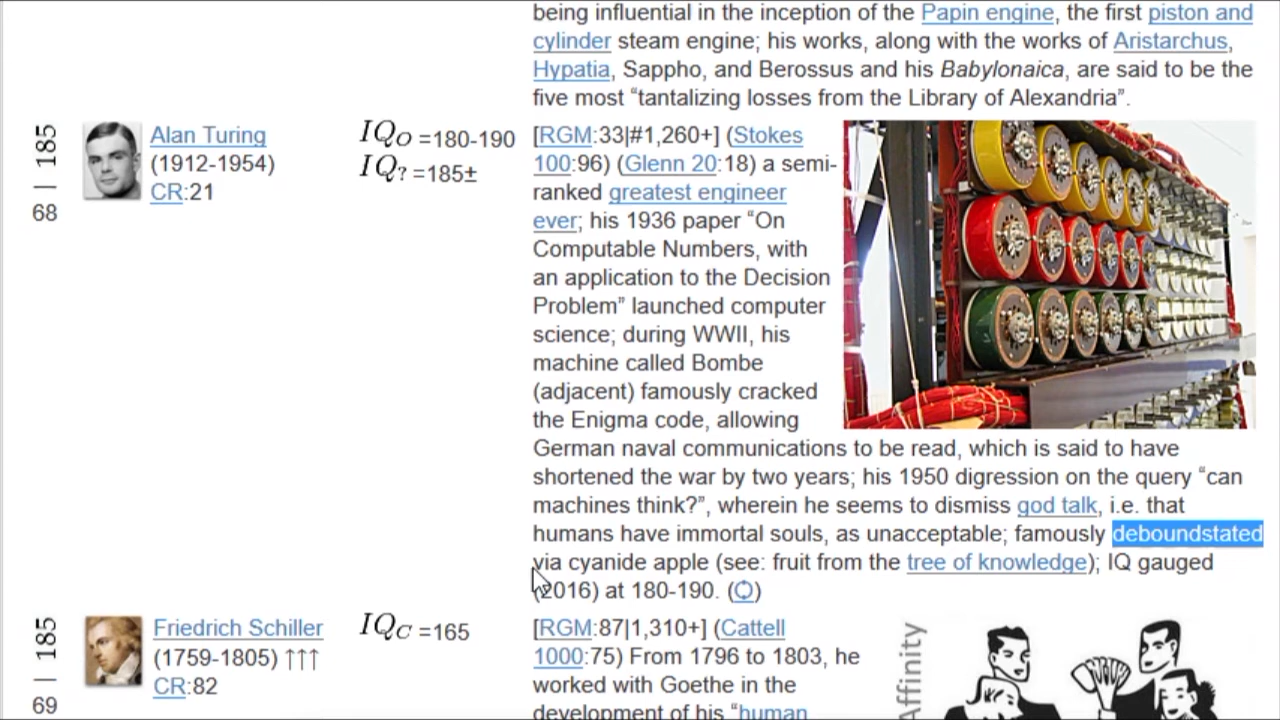 being influential in the inception of the Papin engine, the first piston and
cylinder steam engine; his works, along with the works of Aristarchus,
Hypatia, Sappho, and Berossus and his Babylonaica, are said to be the
five most “tantalizing losses from the Library of Alexandria”.
185
|
68
Alan Turing
(1912-1954)
CR:21
IQO =180-190
IQ? =185±
[RGM:33|#1,260+] (Stokes
100:96) (Glenn 20:18) a semi-
ranked greatest engineer
ever; his 1936 paper “On
Computable Numbers, with
an application to the Decision
Problem” launched computer
science; during WWII, his
machine called Bombe
(adjacent) famously cracked
the Enigma code, allowing
German naval communications to be read, which is said to have
shortened the war by two years; his 1950 digression on the query “can
machines think?”, wherein he seems to dismiss god talk, i.e. that
humans have immortal souls, as unacceptable; famously deboundstated
via cyanide apple (see: fruit from the tree of knowledge); IQ gauged
(2016) at 180-190. (Ϙ)
185
|
69
Friedrich Schiller
(1759-1805) ↑↑↑
CR:82
IQC =165
[RGM:87|1,310+] (Cattell
1000:75) From 1796 to 1803, he
worked with Goethe in the
development of his “human
Affinity